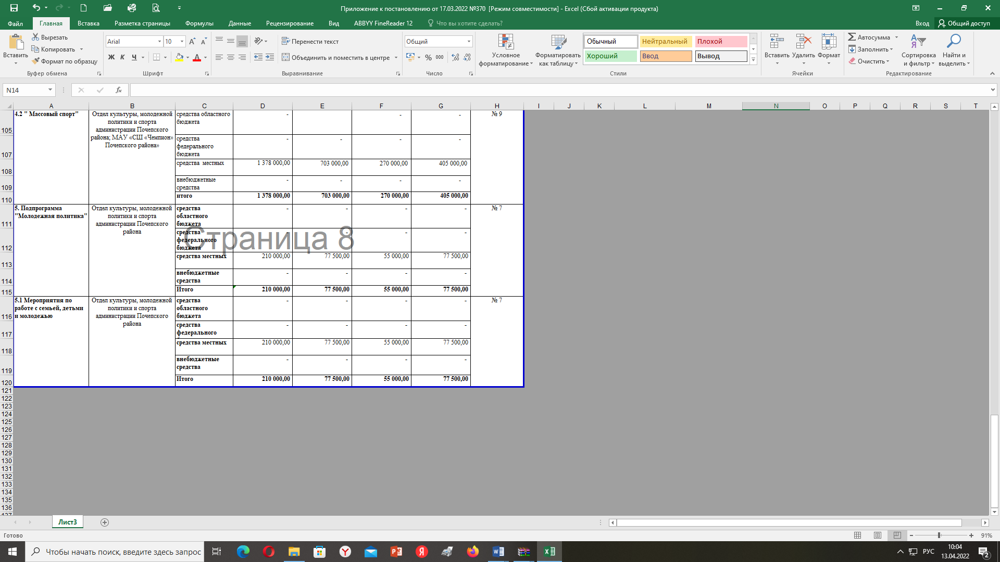 Приложение к постановлению от 17.03.2022 №370 [Режим совместимости] - Excel (Сбой активации продукта)
Файл Главная Вставка Разметка страницы Формулы Данные Рецензирование Вид ABBYY FineReader 12 Что вы хотите сделать? Вход Общий доступ
Вставить
Вырезать
Копировать
Формат по образцу
Буфер обмена
Arial 10
Ж К Ч А
Шрифт
Перенести текст
Объединить и поместить в центре
Выравнивание
Общий
% 000
Число
Условное форматирование
Форматировать как таблицу
Обычный Нейтральный Плохой
Хороший Ввод Вывод
Стили
Вставить Удалить Формат
Ячейки
Автосумма
Заполнить
Очистить
Сортировка и фильтр
Найти и выделить
Редактирование
N14 fx
A B C D E F G H I J K L M N O P Q R S T
4.2 " Массовый спорт"
Отдел культуры, молодежной
политики и спорта
администрации Почепского
района; МАУ «СШ «Чемпион»
Почепского района»
105 средства областного бюджета - - - № 9
107 средства федерального бюджета - - - -
108 средства местных 1 378 000,00 703 000,00 270 000,00 405 000,00
109 внебюджетные средства - - - -
110 итого 1 378 000,00 703 000,00 270 000,00 405 000,00
5. Подпрограмма
"Молодежная политика"
Отдел культуры, молодежной
политики и спорта
администрации Почепского
района
111 средства областного бюджета - - - - № 7
Страница 8
112 средства федерального бюджета - - - -
113 средства местных 210 000,00 77 500,00 55 000,00 77 500,00
114 внебюджетные средства - - - -
115 Итого 210 000,00 77 500,00 55 000,00 77 500,00
5.1 Мероприятия по
работе с семьей, детьми
и молодежью
Отдел культуры, молодежной
политики и спорта
администрации Почепского
района
116 средства областного бюджета - - - - № 7
117 средства федерального - - - -
118 средства местных 210 000,00 77 500,00 55 000,00 77 500,00
119 внебюджетные средства - - - -
120 Итого 210 000,00 77 500,00 55 000,00 77 500,00
121
122
123
124
125
126
127
128
129
130
131
132
133
134
135
136
Лист3
Готово 91%
Чтобы начать поиск, введите здесь запрос
РУС
10:04
13.04.2022
2